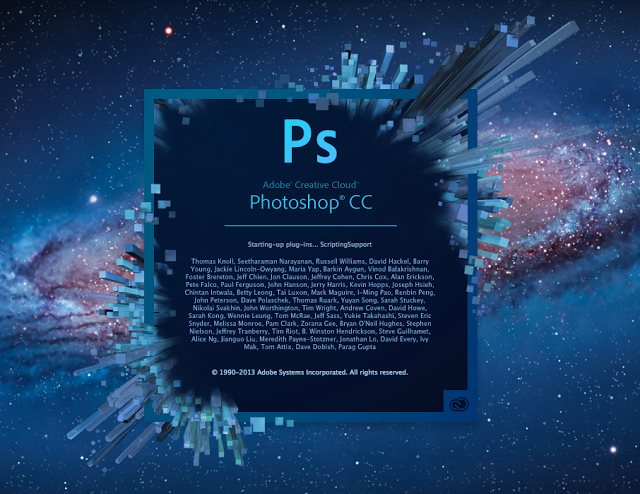 Ps
Adobe® Creative Cloud™
Photoshop® CC
Starting-up plug-ins... ScriptingSupport
Thomas Knoll, Seetharaman Narayanan, Russell Williams, David Hackel, Barry
Young, Jackie Lincoln-Owyang, Maria Yap, Barkin Aygun, Vinod Balakrishnan,
Foster Brereton, Jeff Chien, Jon Clauson, Jeffrey Cohen, Chris Cox, Alan Erickson,
Pete Falco, Paul Ferguson, John Hanson, Jerry Harris, Kevin Hopps, Joseph Hsieh,
Chintan Intwala, Betty Leong, Tai Luxon, Mark Maguire, I-Ming Pao, Renbin Peng,
John Peterson, Dave Polaschek, Thomas Ruark, Yuyan Song, Sarah Stuckey,
Nikolai Svakhin, John Worthington, Tim Wright, Andrew Coven, David Howe,
Sarah Kong, Wennie Leung, Tom McRae, Jeff Sass, Yukie Takahashi, Steven Eric
Snyder, Melissa Monroe, Pam Clark, Zorana Gee, Bryan O'Neil Hughes, Stephen
Nielson, Jeffrey Tranberry, Tim Riot, B. Winston Hendrickson, Steve Guilhamet,
Alice Ng, Jianguo Liu, Meredith Payne-Stotzner, Jonathan Lo, David Every, Ivy
Mak, Tom Attix, Dave Dobish, Parag Gupta
© 1990-2013 Adobe Systems Incorporated. All rights reserved.